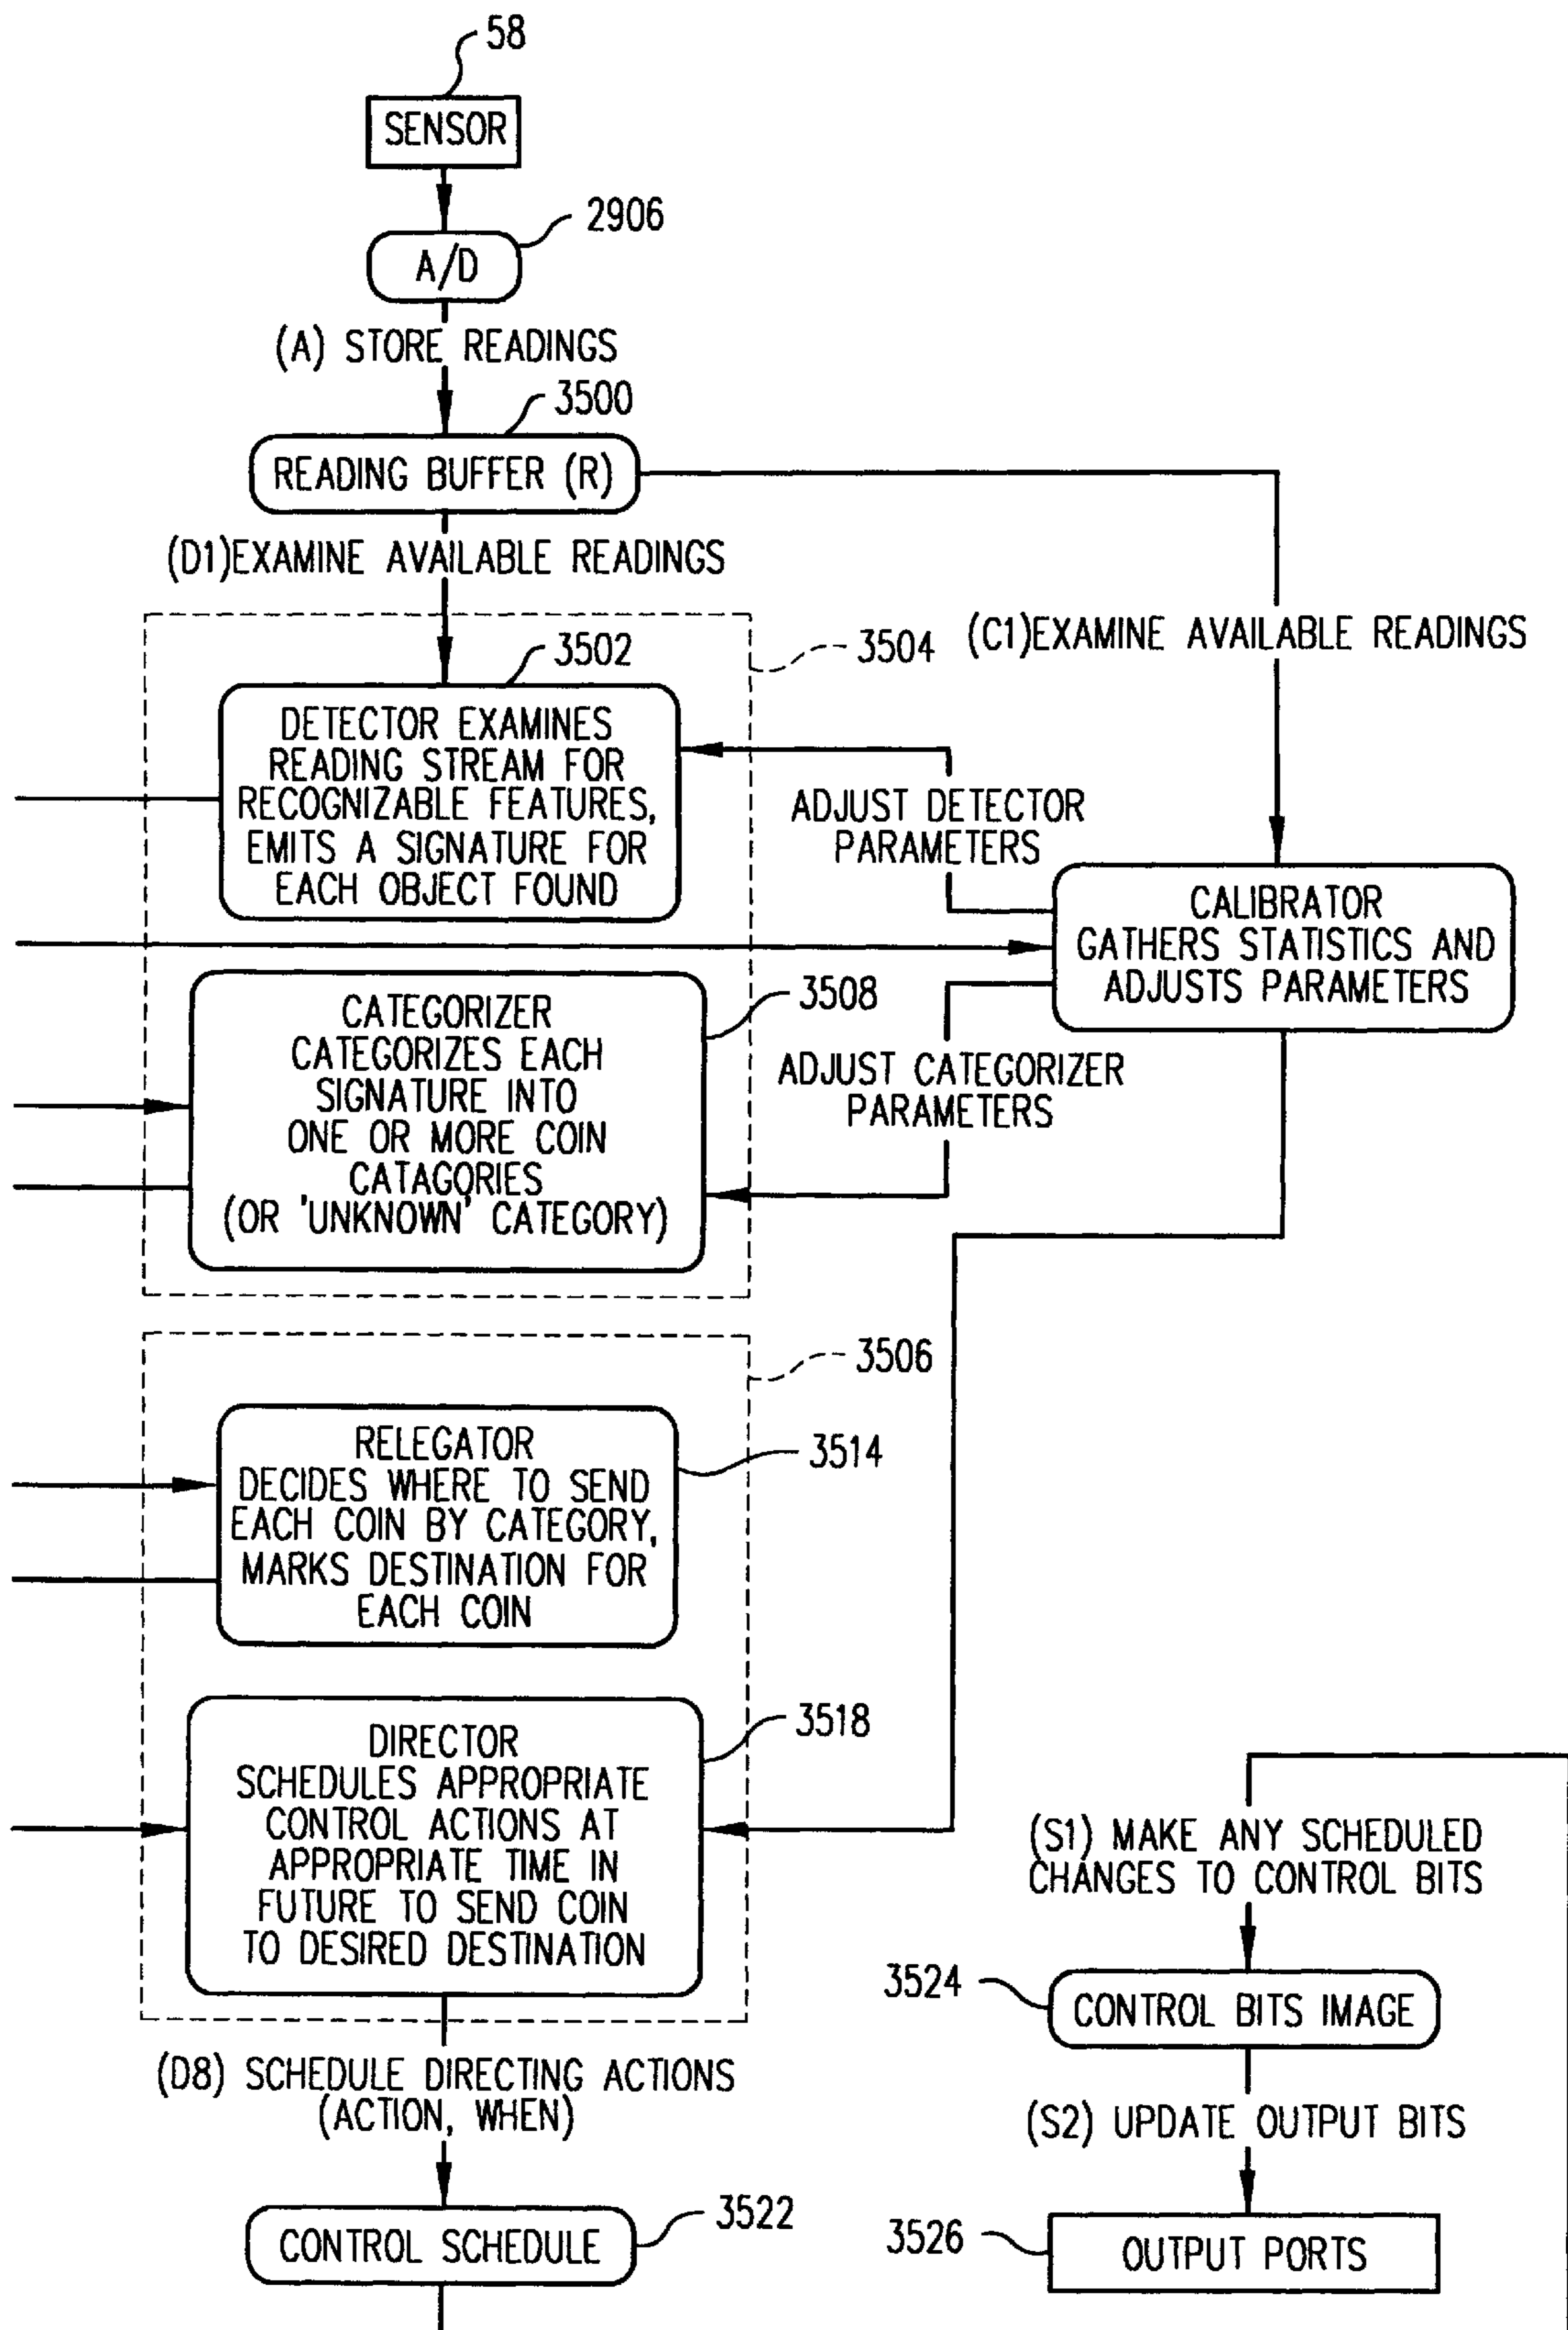 58
SENSOR
2906
A/D
(A) STORE READINGS
3500
READING BUFFER (R)
(D1)EXAMINE AVAILABLE READINGS
3502
3504
(C1)EXAMINE AVAILABLE READINGS
DETECTOR EXAMINES
READING STREAM FOR
RECOGNIZABLE FEATURES,
EMITS A SIGNATURE FOR
EACH OBJECT FOUND
ADJUST DETECTOR
PARAMETERS
CALIBRATOR
GATHERS STATISTICS AND
ADJUSTS PARAMETERS
3508
CATEGORIZER
CATEGORIZES EACH
SIGNATURE INTO
ONE OR MORE COIN
CATAGORIES
(OR 'UNKNOWN' CATEGORY)
ADJUST CATEGORIZER
PARAMETERS
3506
RELEGATOR
DECIDES WHERE TO SEND
EACH COIN BY CATEGORY,
MARKS DESTINATION FOR
EACH COIN
3514
3518
DIRECTOR
SCHEDULES APPROPRIATE
CONTROL ACTIONS AT
APPROPRIATE TIME IN
FUTURE TO SEND COIN
TO DESIRED DESTINATION
(S1) MAKE ANY SCHEDULED
CHANGES TO CONTROL BITS
3524
CONTROL BITS IMAGE
(D8) SCHEDULE DIRECTING ACTIONS
(ACTION, WHEN)
(S2) UPDATE OUTPUT BITS
3522
CONTROL SCHEDULE
3526
OUTPUT PORTS